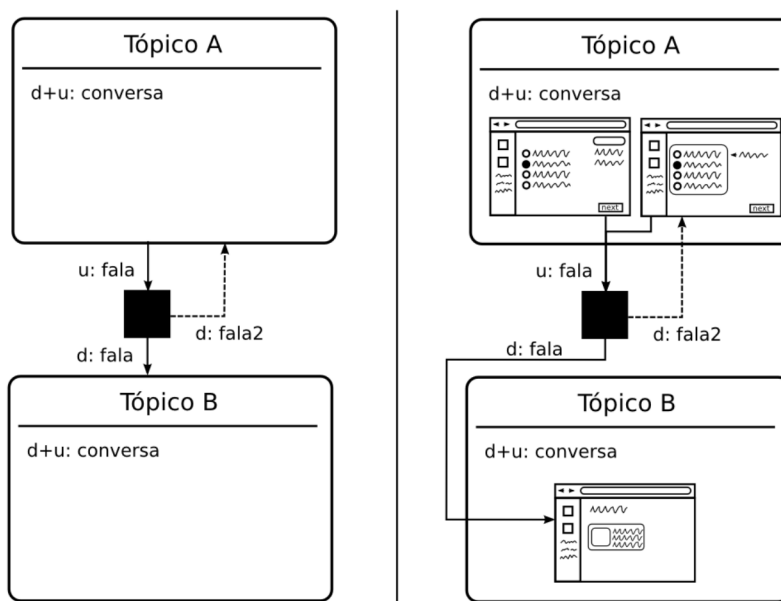 Tópico A
d+u: conversa
u: fala
d: fala2
d: fala
Tópico B
d+u: conversa
Tópico A
d+u: conversa
next
next
u: fala
d: fala2
d: fala
Tópico B
d+u: conversa